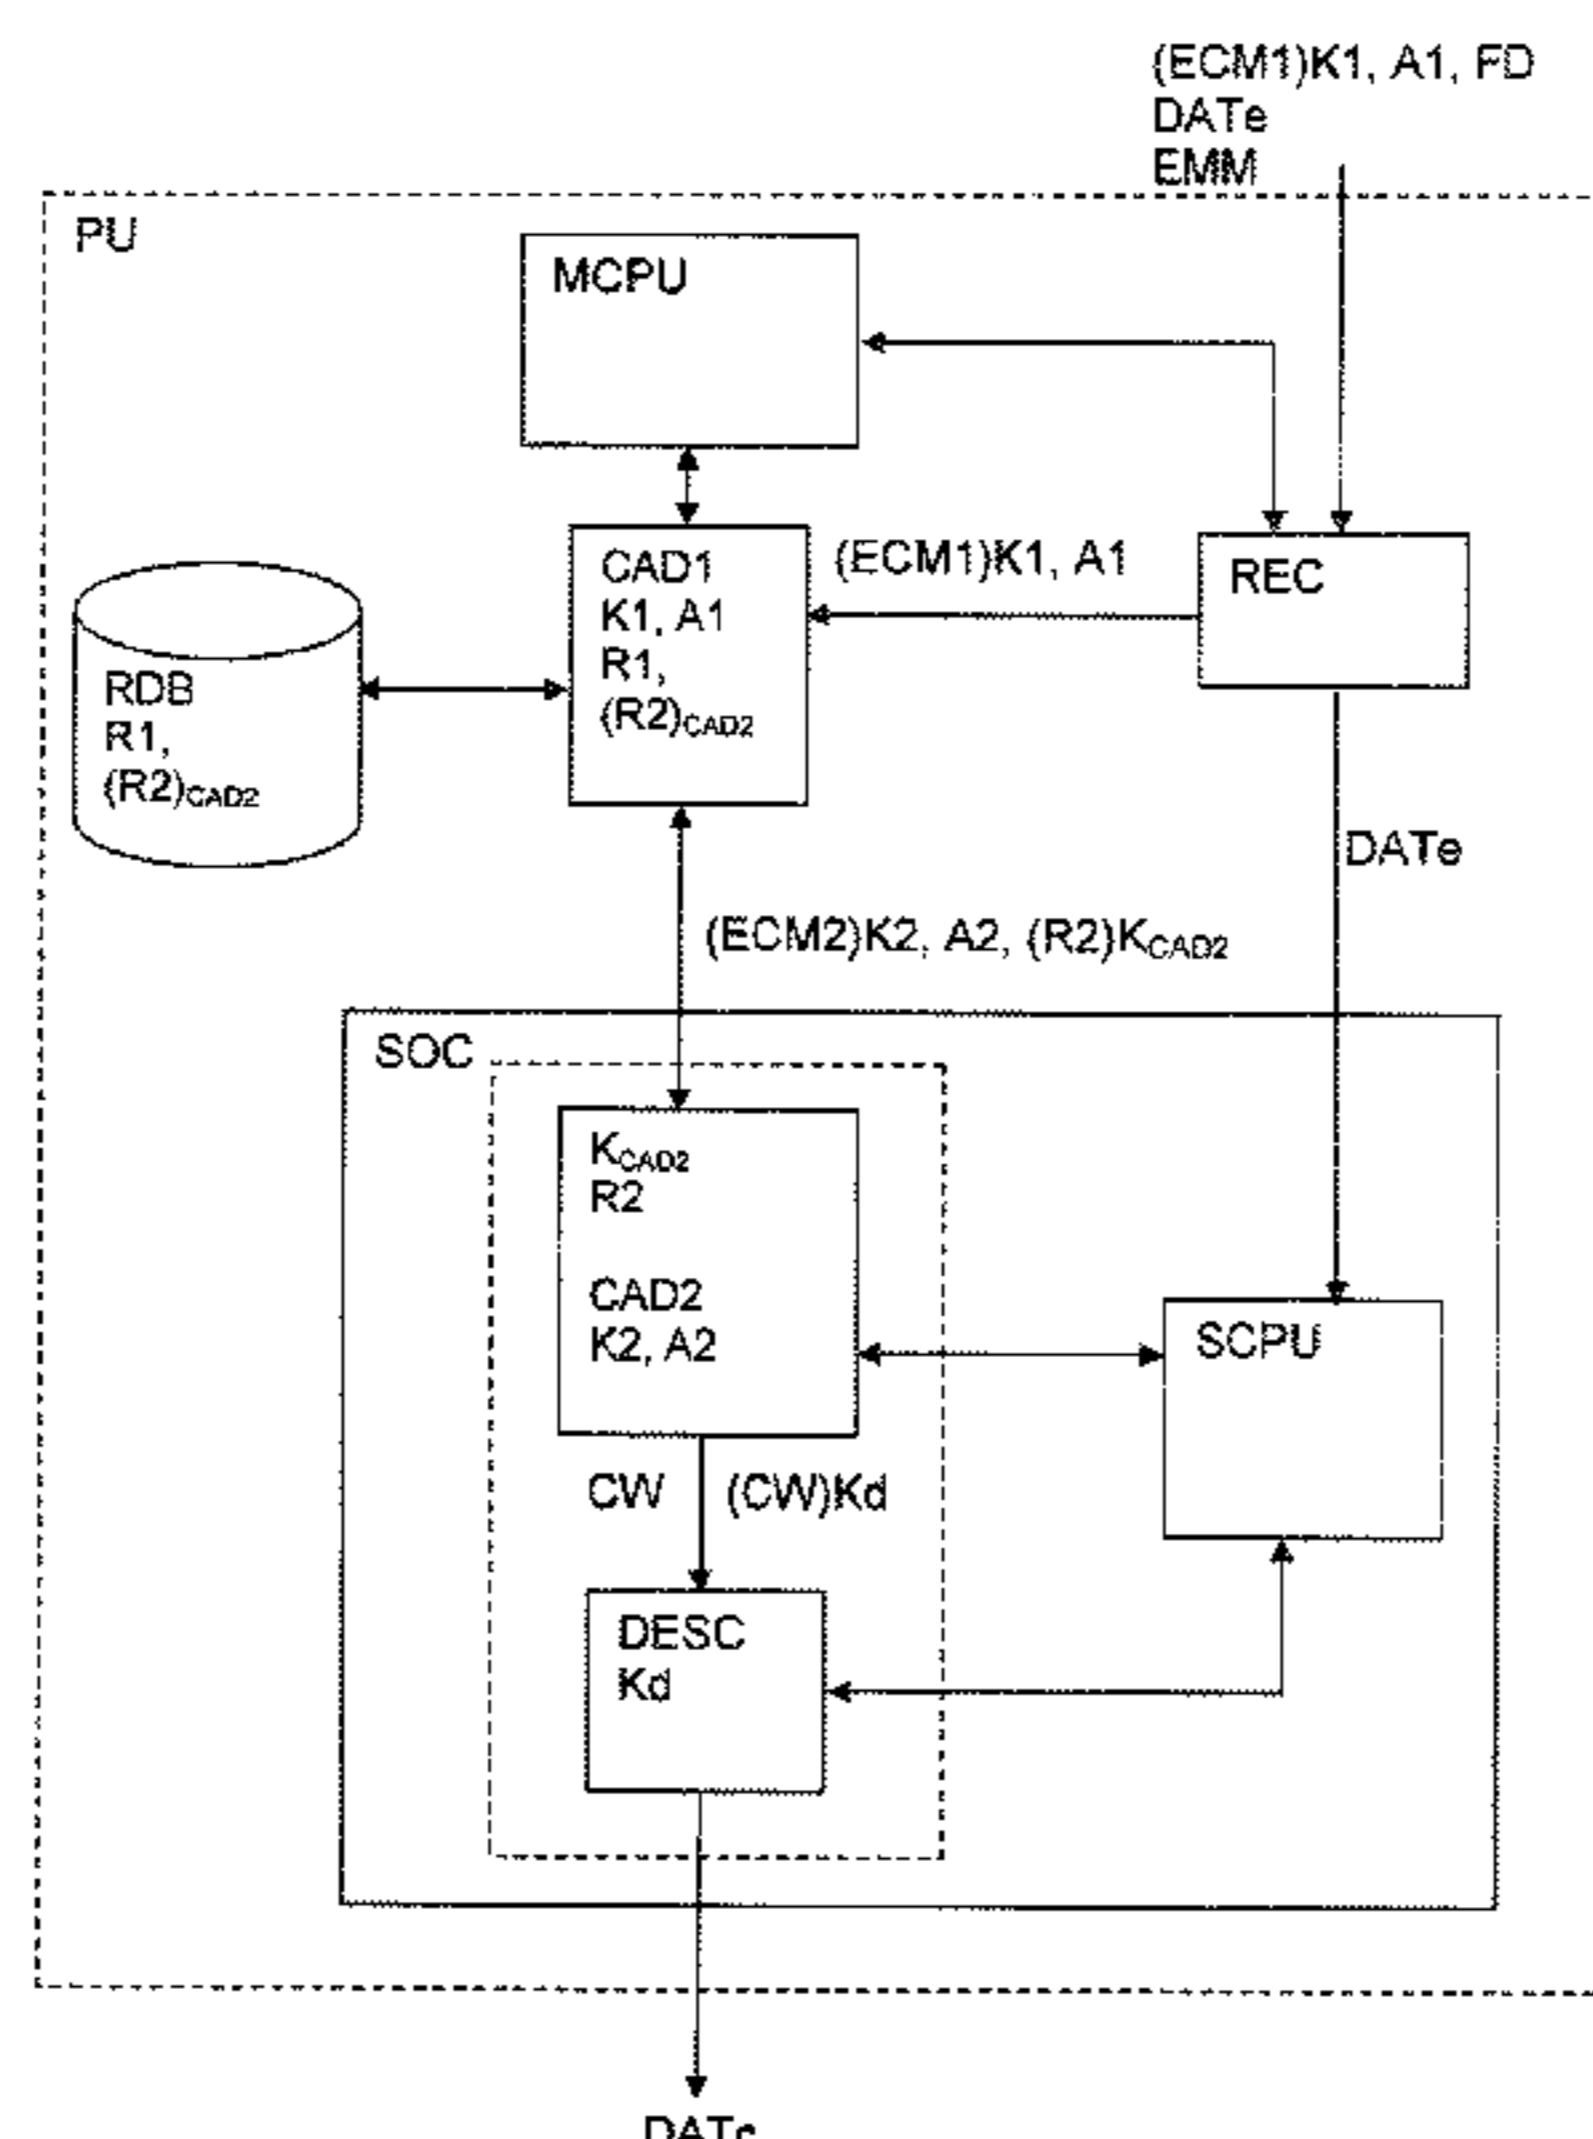 (ECM1)K1, A1, FD
DATe
EMM
PU
MCPU
CAD1
K1, A1
R1,
(R2)CAD2
(ECM1)K1, A1
REC
RDB
R1,
(R2)CAD2
DATe
(ECM2)K2, A2, (R2)KCAD2
SOC
KCAD2
R2
CAD2
K2, A2
SCPU
CW (CW)Kd
DESC
Kd
DATc